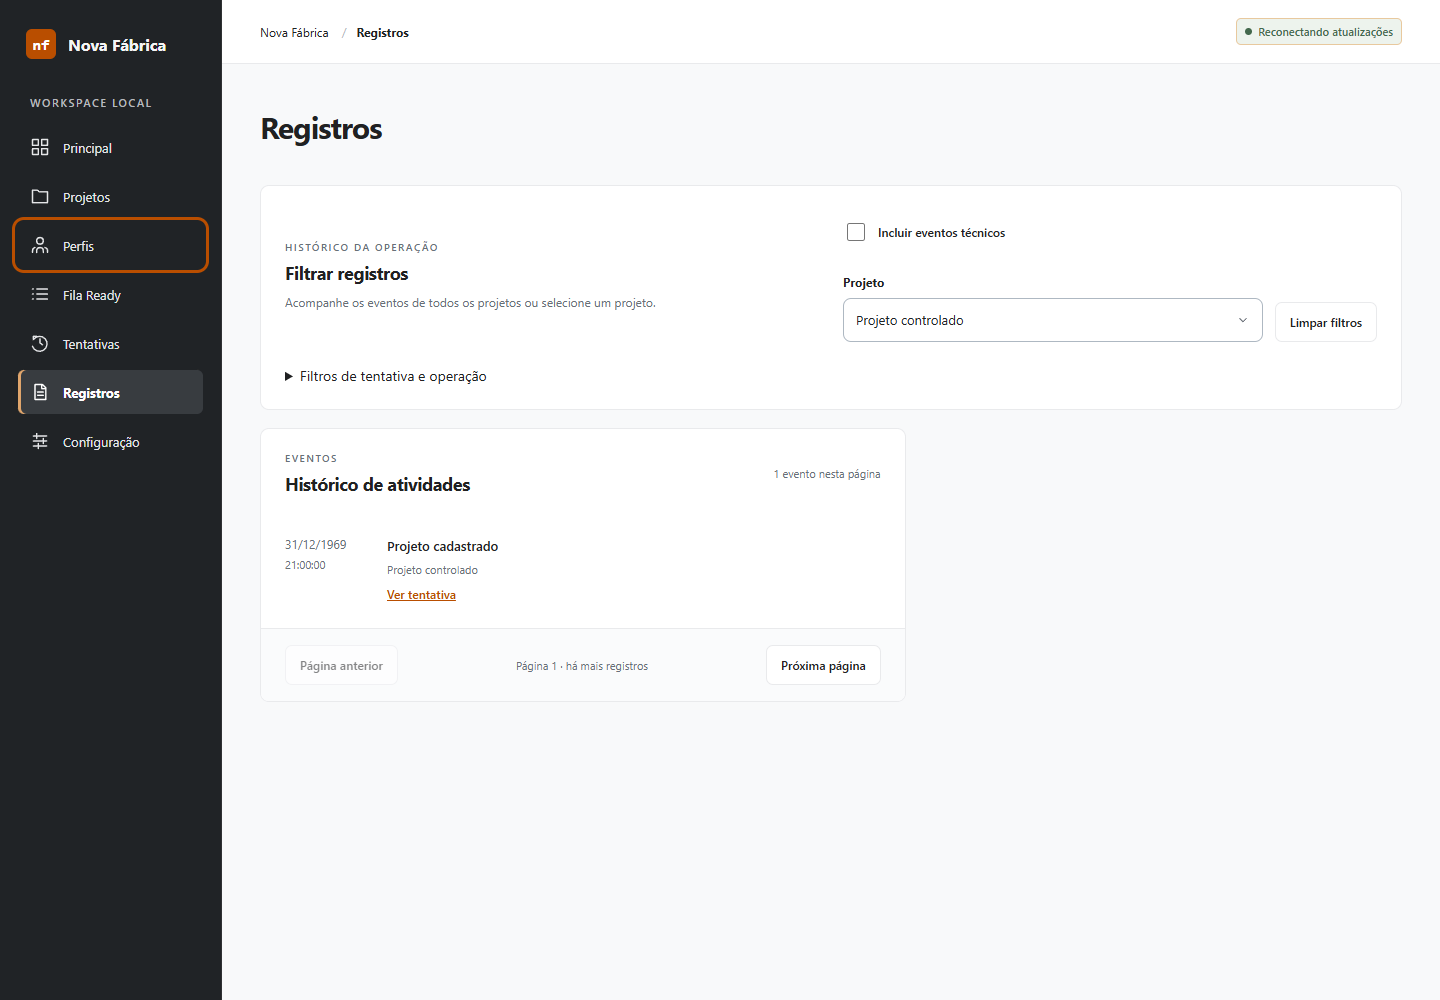 nf
Nova Fábrica
WORKSPACE LOCAL
Principal
Projetos
Perfis
Fila Ready
Tentativas
Registros
Configuração
Nova Fábrica / Registros
Reconectando atualizações
Registros
HISTÓRICO DA OPERAÇÃO
Filtrar registros
Acompanhe os eventos de todos os projetos ou selecione um projeto.
Incluir eventos técnicos
Projeto
Projeto controlado
Limpar filtros
Filtros de tentativa e operação
EVENTOS
Histórico de atividades
1 evento nesta página
31/12/1969
21:00:00
Projeto cadastrado
Projeto controlado
Ver tentativa
Página anterior
Página 1 · há mais registros
Próxima página